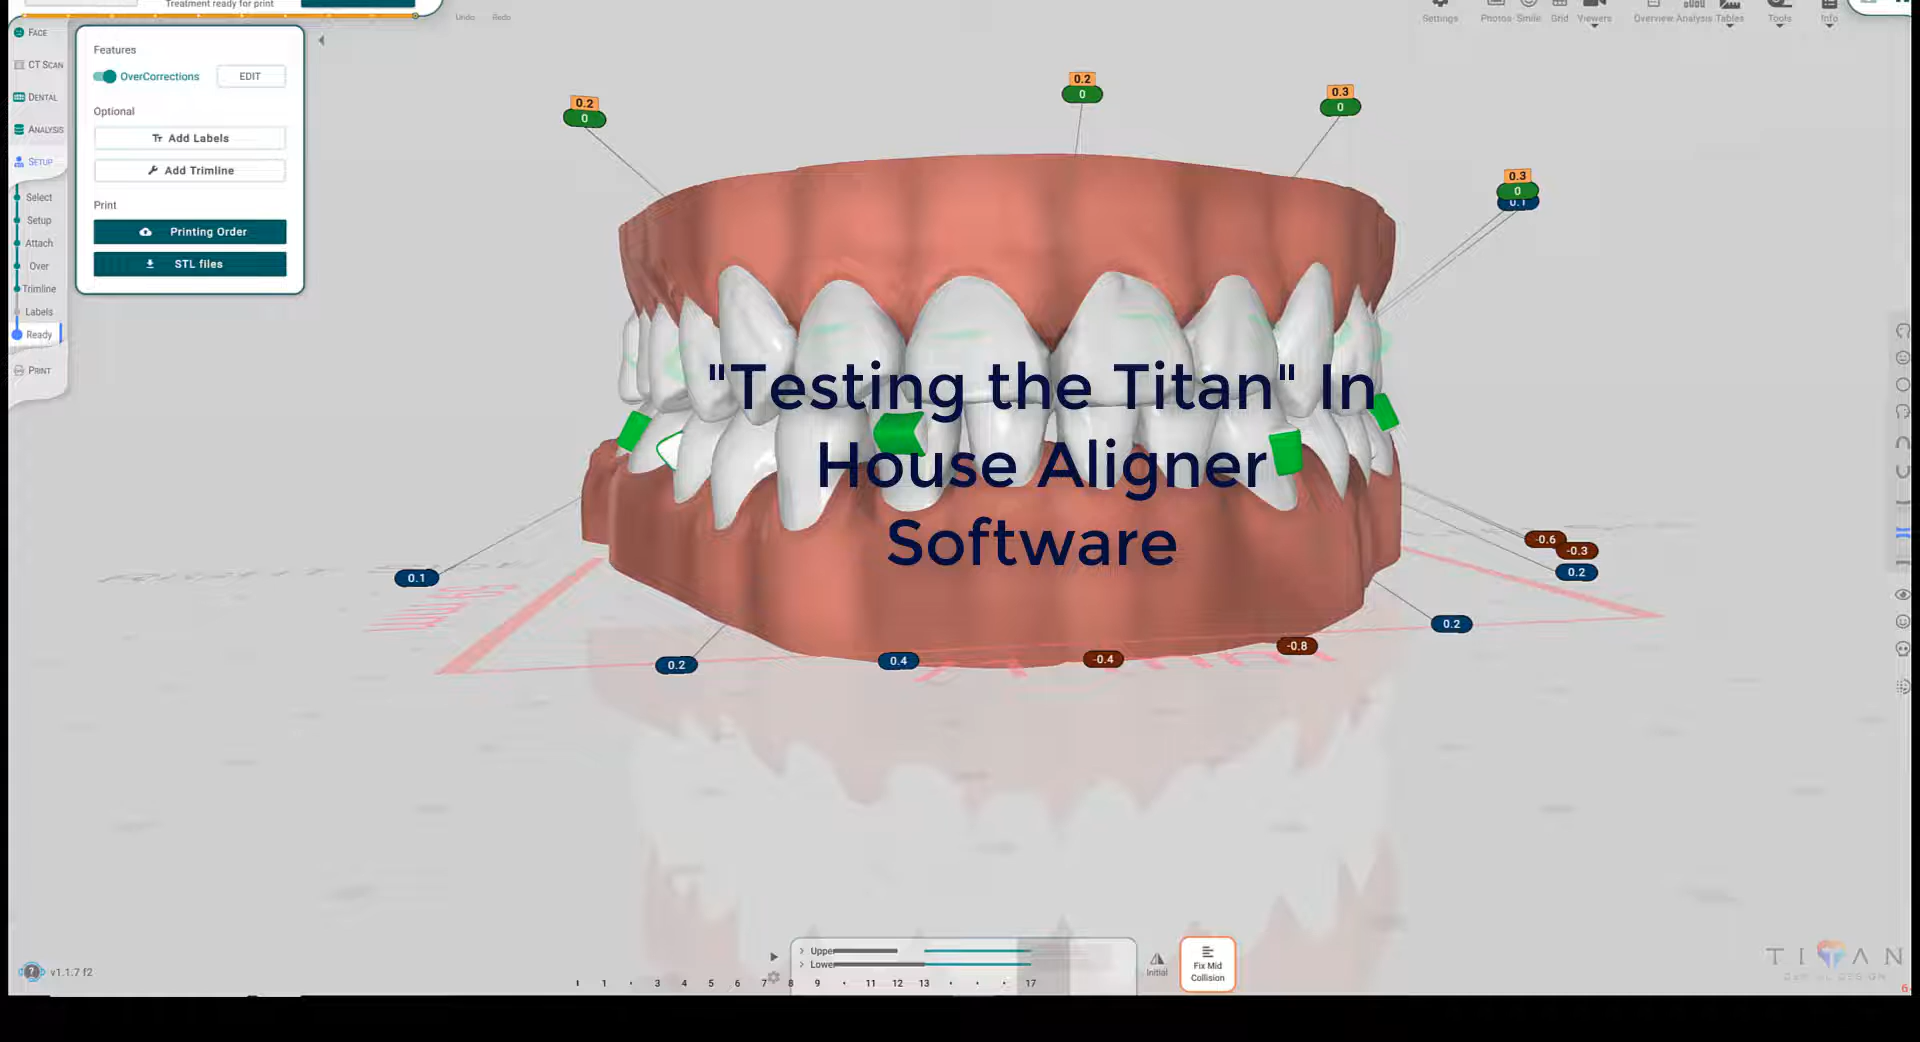 Treatment ready for print
Undo Redo
Settings Photos Smile Grid Viewers Overview Analysis Tables Tools Info
FACE
CT SCAN
DENTAL
ANALYSIS
SETUP
Select
Setup
Attach
Over
Trimline
Labels
Ready
PRINT
Features
OverCorrections EDIT
Optional
Add Labels
Add Trimline
Print
Printing Order
STL files
0.2
0
0.2
0
0.3
0
0.3
0
0.1
"Testing the Titan" In
House Aligner
Software
0.1
0.2
0.4
-0.4
-0.8
0.2
-0.6
-0.3
0.2
Upper
Lower
1 3 4 5 6 7 8 9 11 12 13 17
Initial
Fix Mid
Collision
v1.1.7 f2
TITAN
DENTAL DESIGN